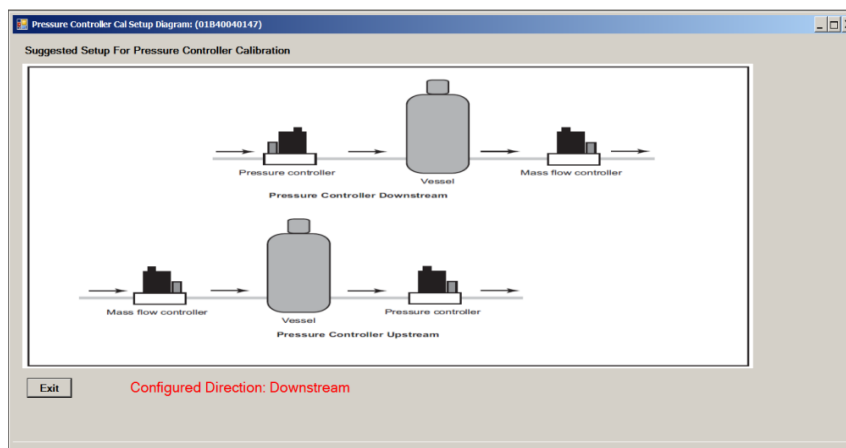 Pressure Controller Cal Setup Diagram: (01B40040147)
Suggested Setup For Pressure Controller Calibration
Pressure controller
Vessel
Mass flow controller
Pressure Controller Downstream
Mass flow controller
Vessel
Pressure controller
Pressure Controller Upstream
Exit
Configured Direction: Downstream